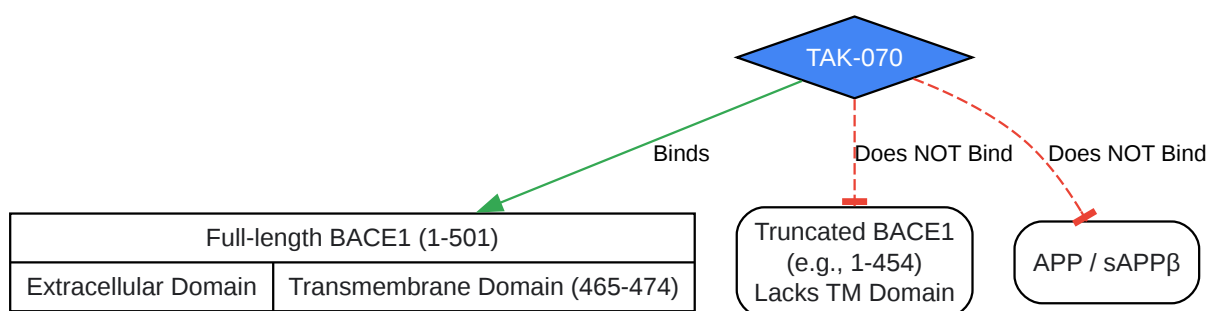 TAK-070
Binds
Does NOT Bind
Does NOT Bind
Full-length BACE1 (1-501)
Extracellular Domain
Transmembrane Domain (465-474)
Truncated BACE1
(e.g., 1-454)
Lacks TM Domain
APP / sAPPβ